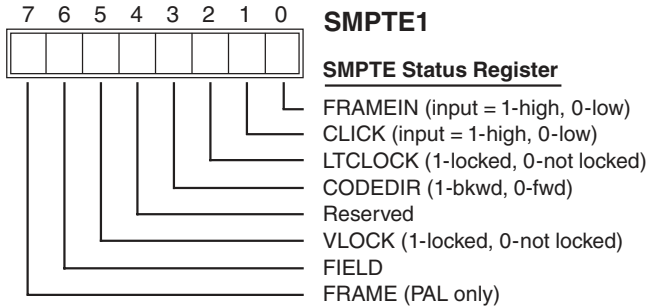 7 6 5 4 3 2 1 0
SMPTE1
SMPTE Status Register
FRAMEIN (input = 1-high, 0-low)
CLICK (input = 1-high, 0-low)
LTCLOCK (1-locked, 0-not locked)
CODEDIR (1-bkwd, 0-fwd)
Reserved
VLOCK (1-locked, 0-not locked)
FIELD
FRAME (PAL only)